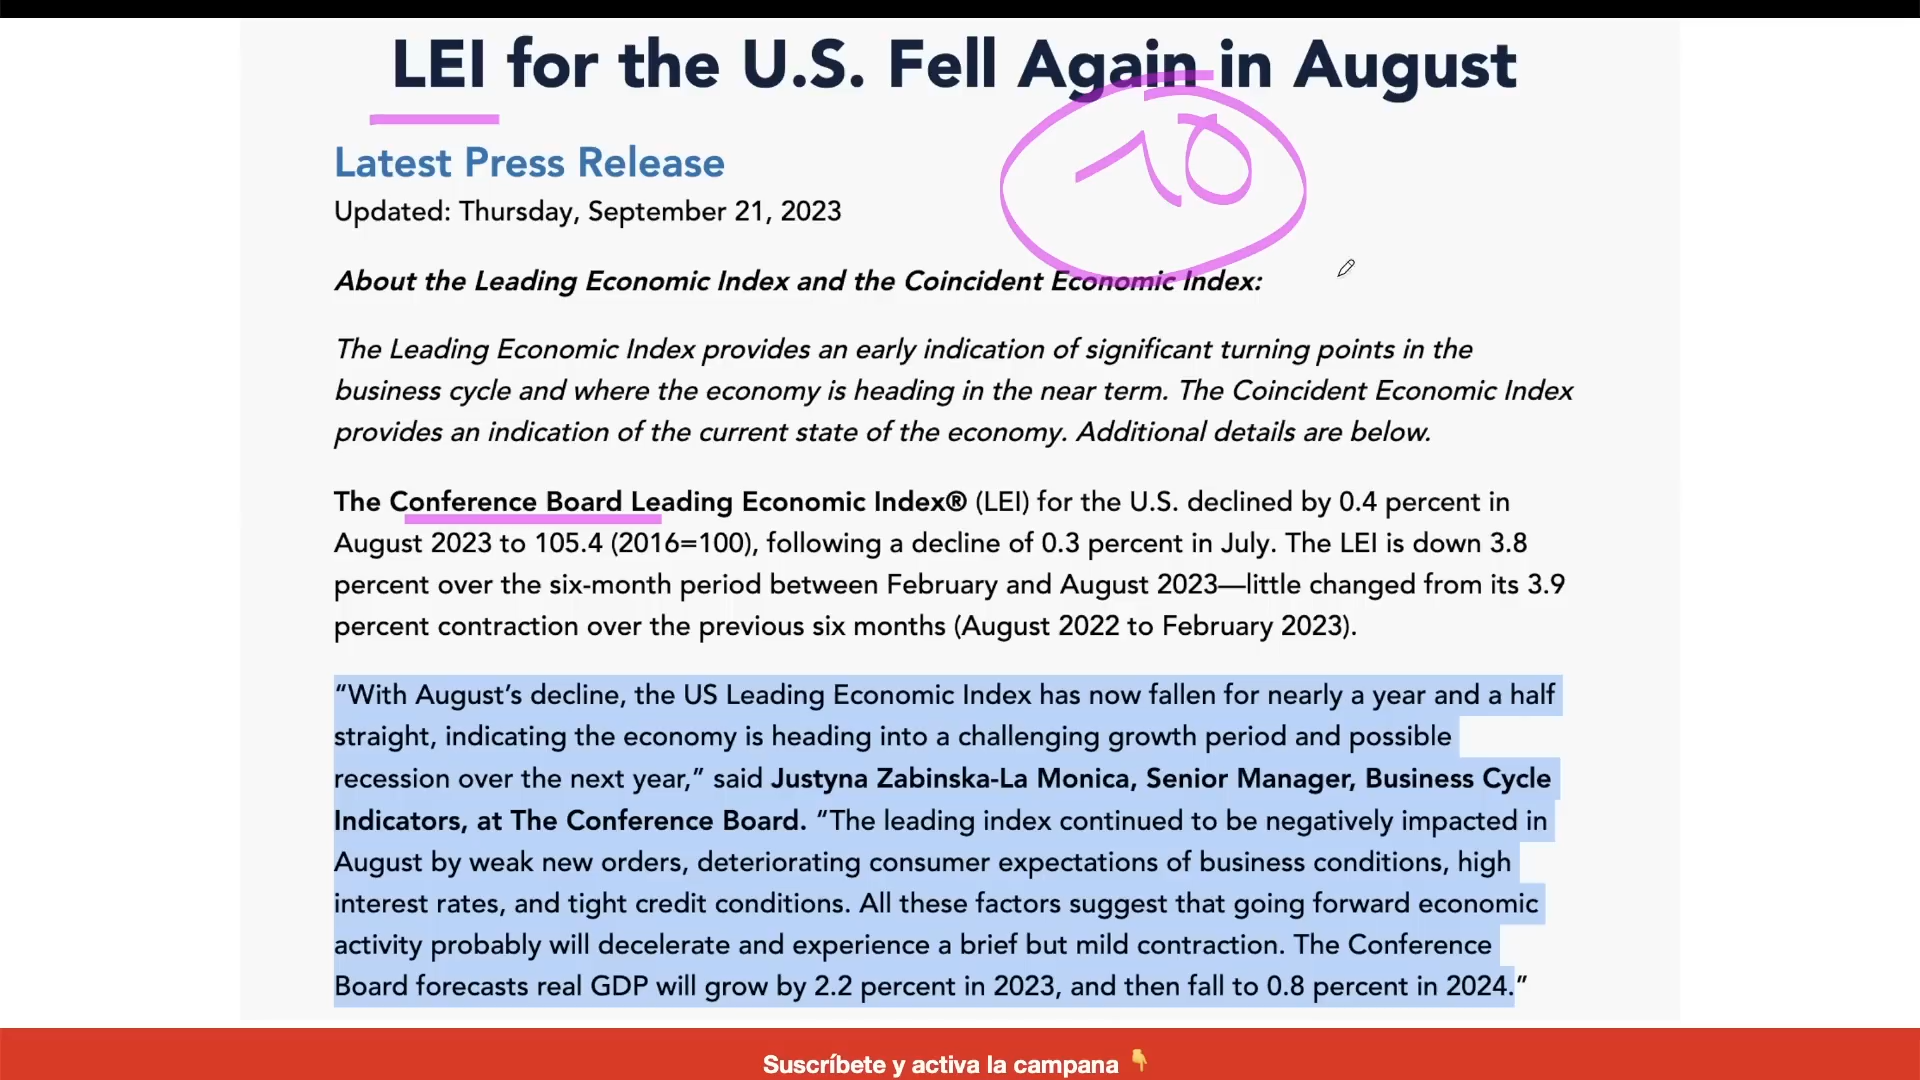 LEI for the U.S. Fell Again in August
10
Latest Press Release
Updated: Thursday, September 21, 2023
About the Leading Economic Index and the Coincident Economic Index:
The Leading Economic Index provides an early indication of significant turning points in the
business cycle and where the economy is heading in the near term. The Coincident Economic Index
provides an indication of the current state of the economy. Additional details are below.
The Conference Board Leading Economic Index® (LEI) for the U.S. declined by 0.4 percent in
August 2023 to 105.4 (2016=100), following a decline of 0.3 percent in July. The LEI is down 3.8
percent over the six-month period between February and August 2023—little changed from its 3.9
percent contraction over the previous six months (August 2022 to February 2023).
“With August’s decline, the US Leading Economic Index has now fallen for nearly a year and a half
straight, indicating the economy is heading into a challenging growth period and possible
recession over the next year,” said Justyna Zabinska-La Monica, Senior Manager, Business Cycle
Indicators, at The Conference Board. “The leading index continued to be negatively impacted in
August by weak new orders, deteriorating consumer expectations of business conditions, high
interest rates, and tight credit conditions. All these factors suggest that going forward economic
activity probably will decelerate and experience a brief but mild contraction. The Conference
Board forecasts real GDP will grow by 2.2 percent in 2023, and then fall to 0.8 percent in 2024.”
Suscríbete y activa la campana 👇